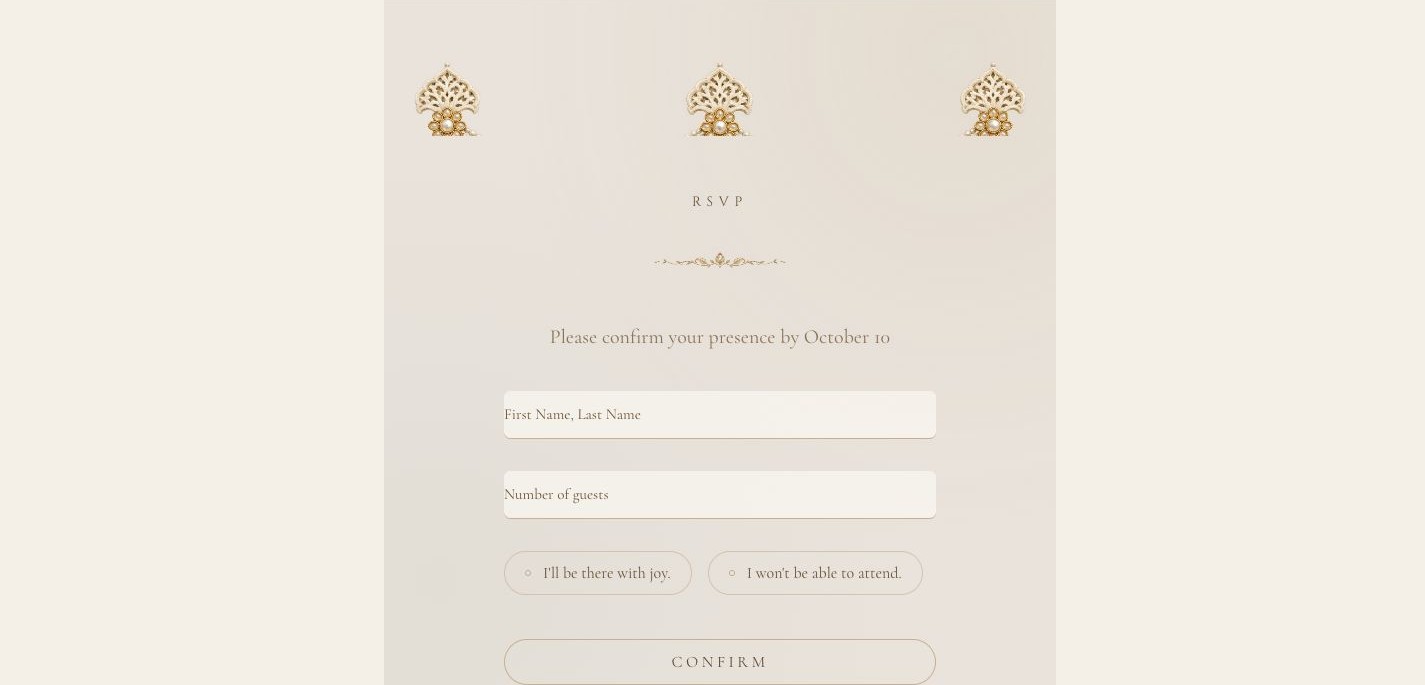 RSVP
Please confirm your presence by October 10
First Name, Last Name
Number of guests
I'll be there with joy.
I won't be able to attend.
CONFIRM